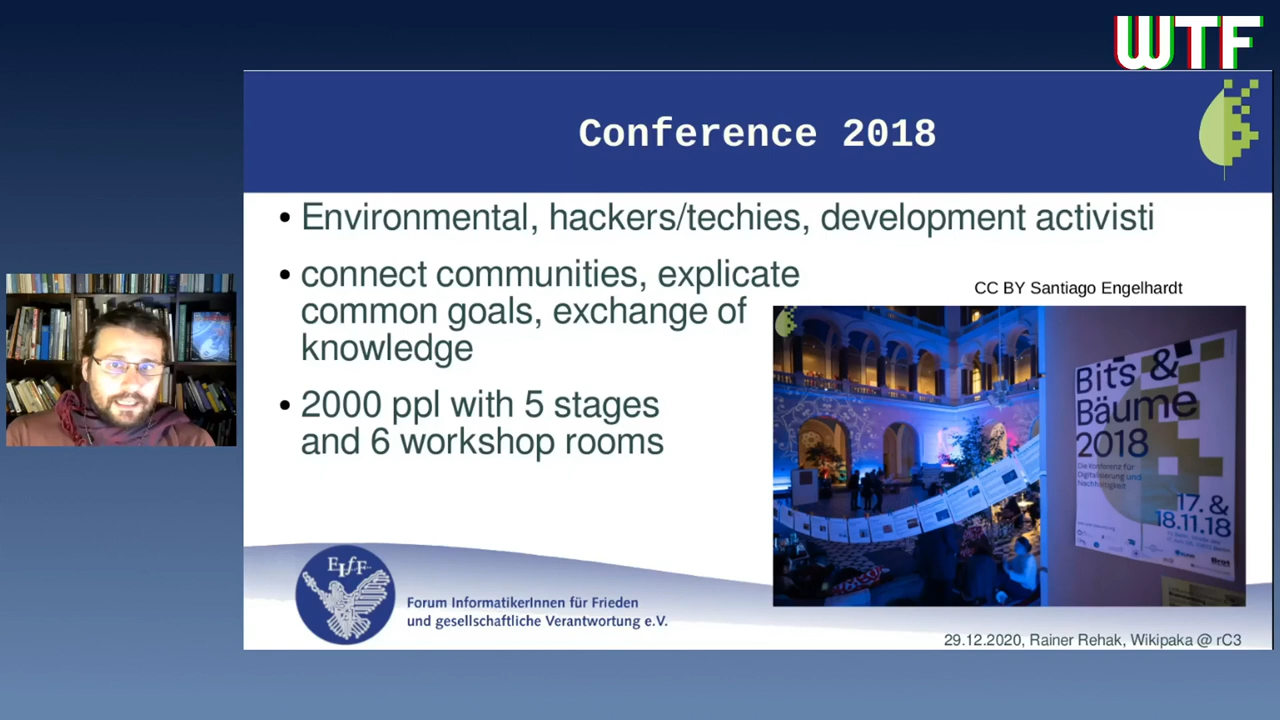 WTF
Conference 2018
• Environmental, hackers/techies, development activisti
• connect communities, explicate
common goals, exchange of
knowledge
• 2000 ppl with 5 stages
and 6 workshop rooms
CC BY Santiago Engelhardt
Bits &
Bäume
2018
Die Konferenz für
Digitalisierung und
Nachhaltigkeit
17. &
18.11.18
FIfF
Forum InformatikerInnen für Frieden
und gesellschaftliche Verantwortung e.V.
29.12.2020, Rainer Rehak, Wikipaka @ rC3